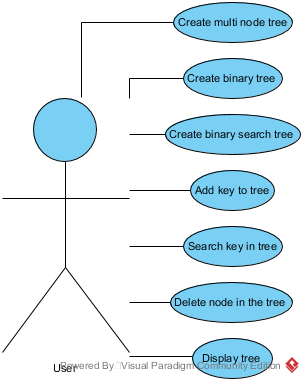 Create multi node tree
Create binary tree
Create binary search tree
Add key to tree
Search key in tree
Delete node in the tree
Display tree
User
Powered By Visual Paradigm Community Edition